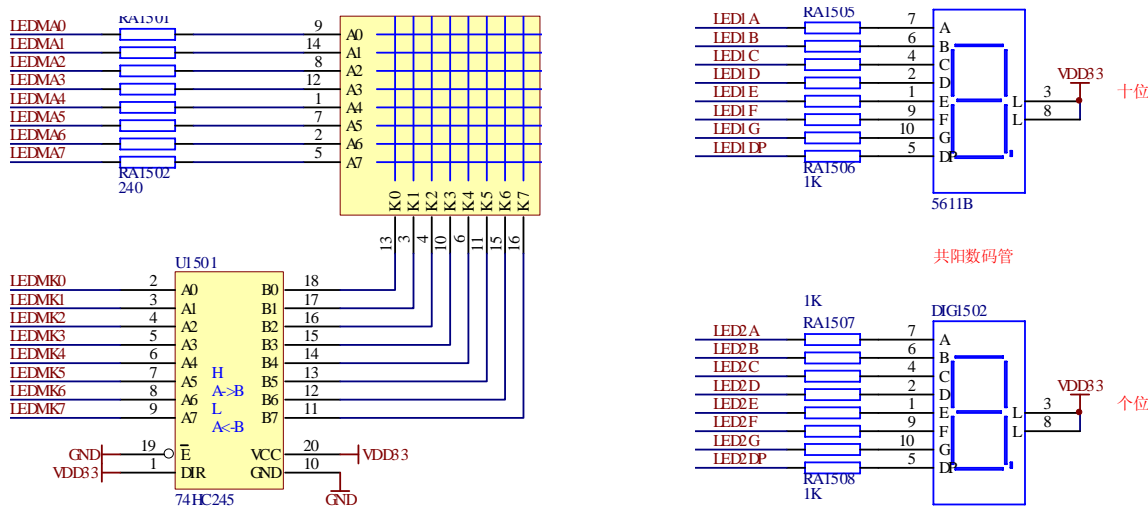 RA1501
LEDMA0 9 A0
LEDMA1 14 A1
LEDMA2 8 A2
LEDMA3 12 A3
LEDMA4 1 A4
LEDMA5 7 A5
LEDMA6 2 A6
LEDMA7 5 A7
RA1502
240
K0 K1 K2 K3 K4 K5 K6 K7
13 3 4 10 6 11 15 16
U1501
LEDMK0 2 A0 B0 18
LEDMK1 3 A1 B1 17
LEDMK2 4 A2 B2 16
LEDMK3 5 A3 B3 15
LEDMK4 6 A4 B4 14
LEDMK5 7 A5 H B5 13
LEDMK6 8 A6 A->B B6 12
LEDMK7 9 A7 L B7 11
A<-B
GND 19 E VCC 20 VDD33
VDD33 1 DIR GND 10
GND
74HC245
RA1505
LED1A 7 A
LED1B 6 B
LED1C 4 C
LED1D 2 D
LED1E 1 E
LED1F 9 F
LED1G 10 G
LED1DP 5 DP
VDD33
L 3
L 8
十位
RA1506
1K
5611B
共阳数码管
1K
RA1507
DIG1502
LED2A 7 A
LED2B 6 B
LED2C 4 C
LED2D 2 D
LED2E 1 E
LED2F 9 F
LED2G 10 G
LED2DP 5 DP
VDD33
L 3
L 8
个位
RA1508
1K